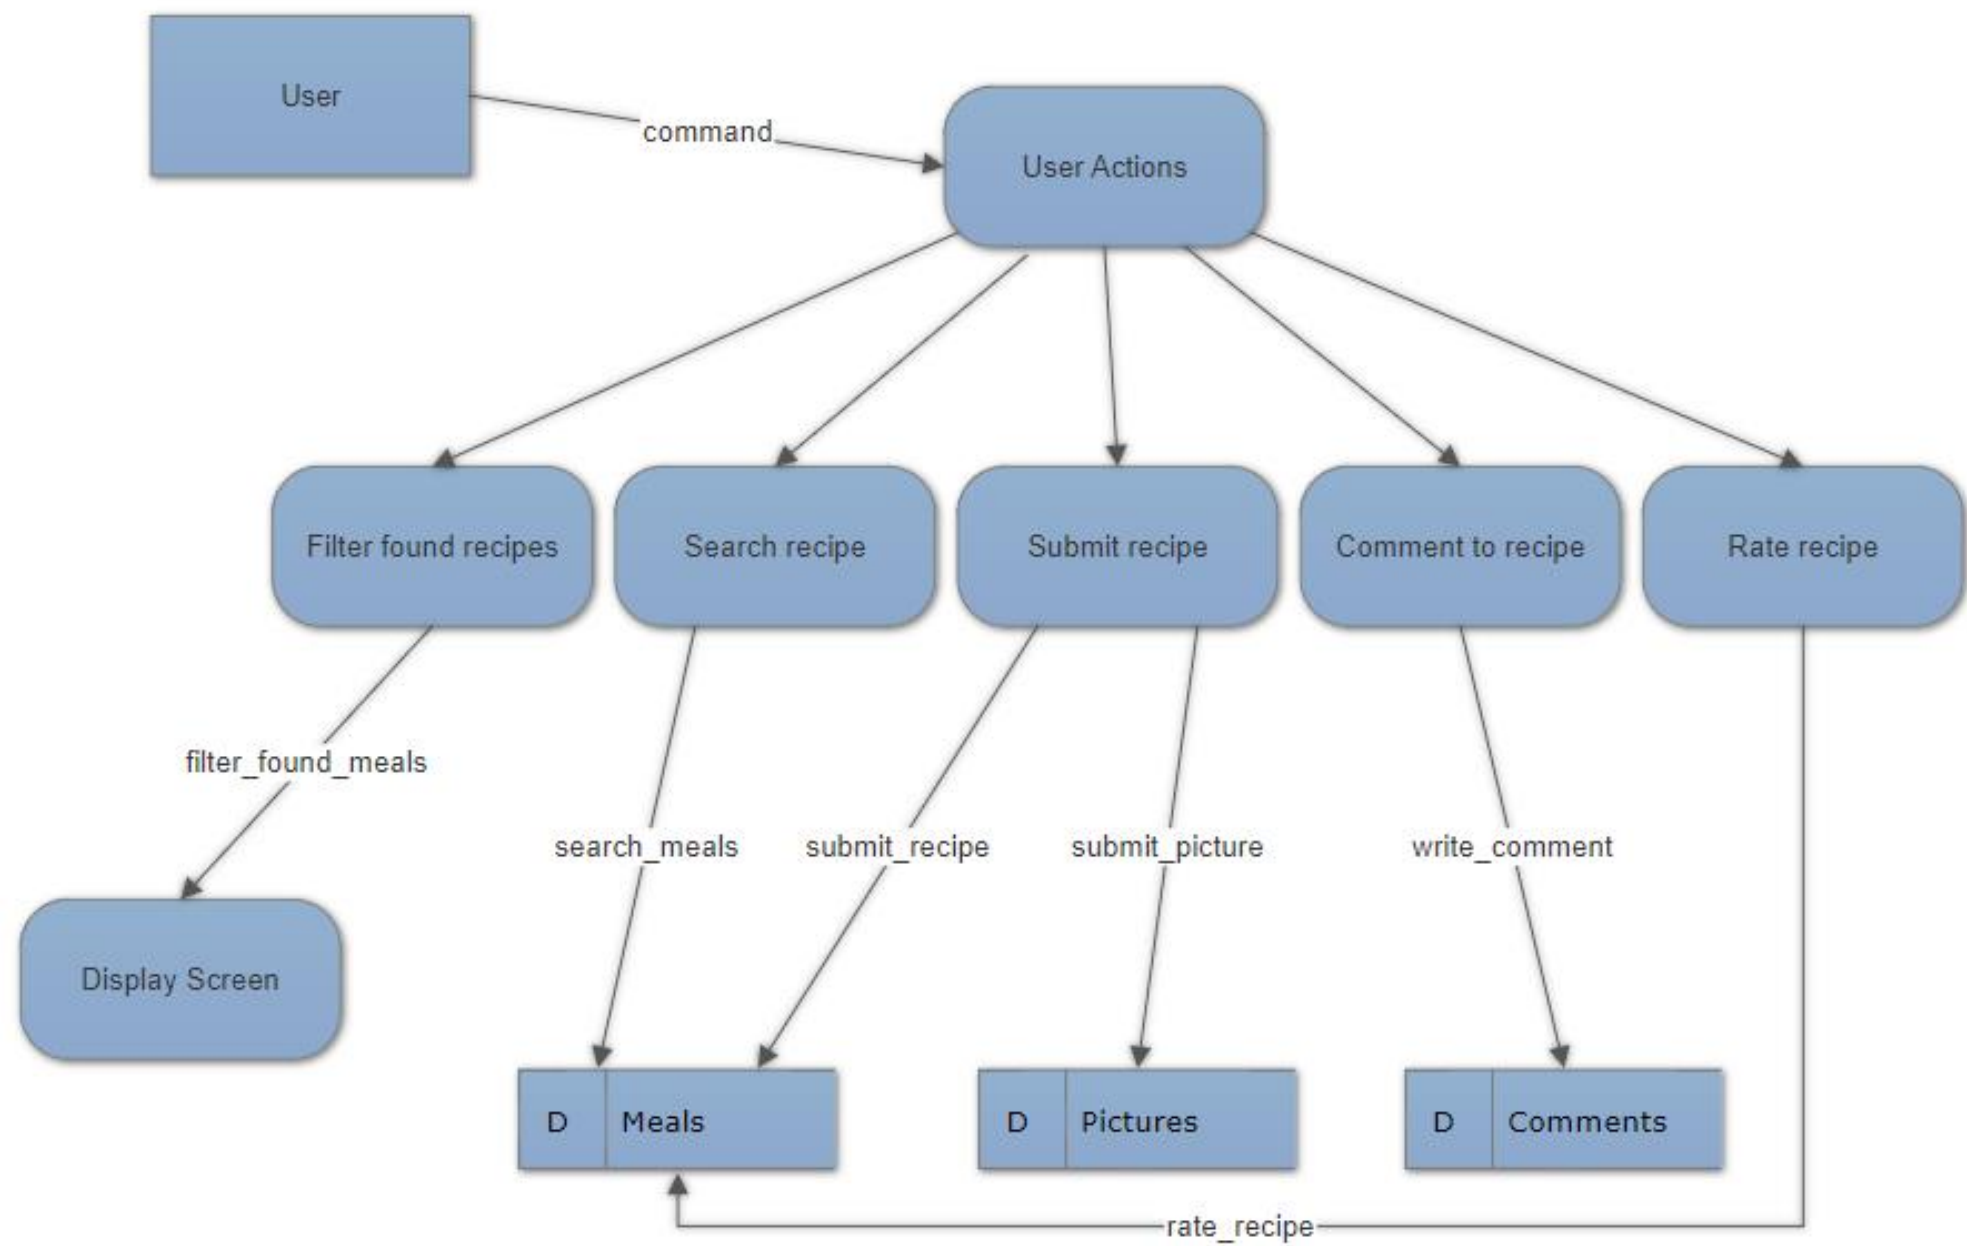 User
command
User Actions
Filter found recipes
Search recipe
Submit recipe
Comment to recipe
Rate recipe
filter_found_meals
search_meals
submit_recipe
submit_picture
write_comment
Display Screen
D Meals
D Pictures
D Comments
rate_recipe